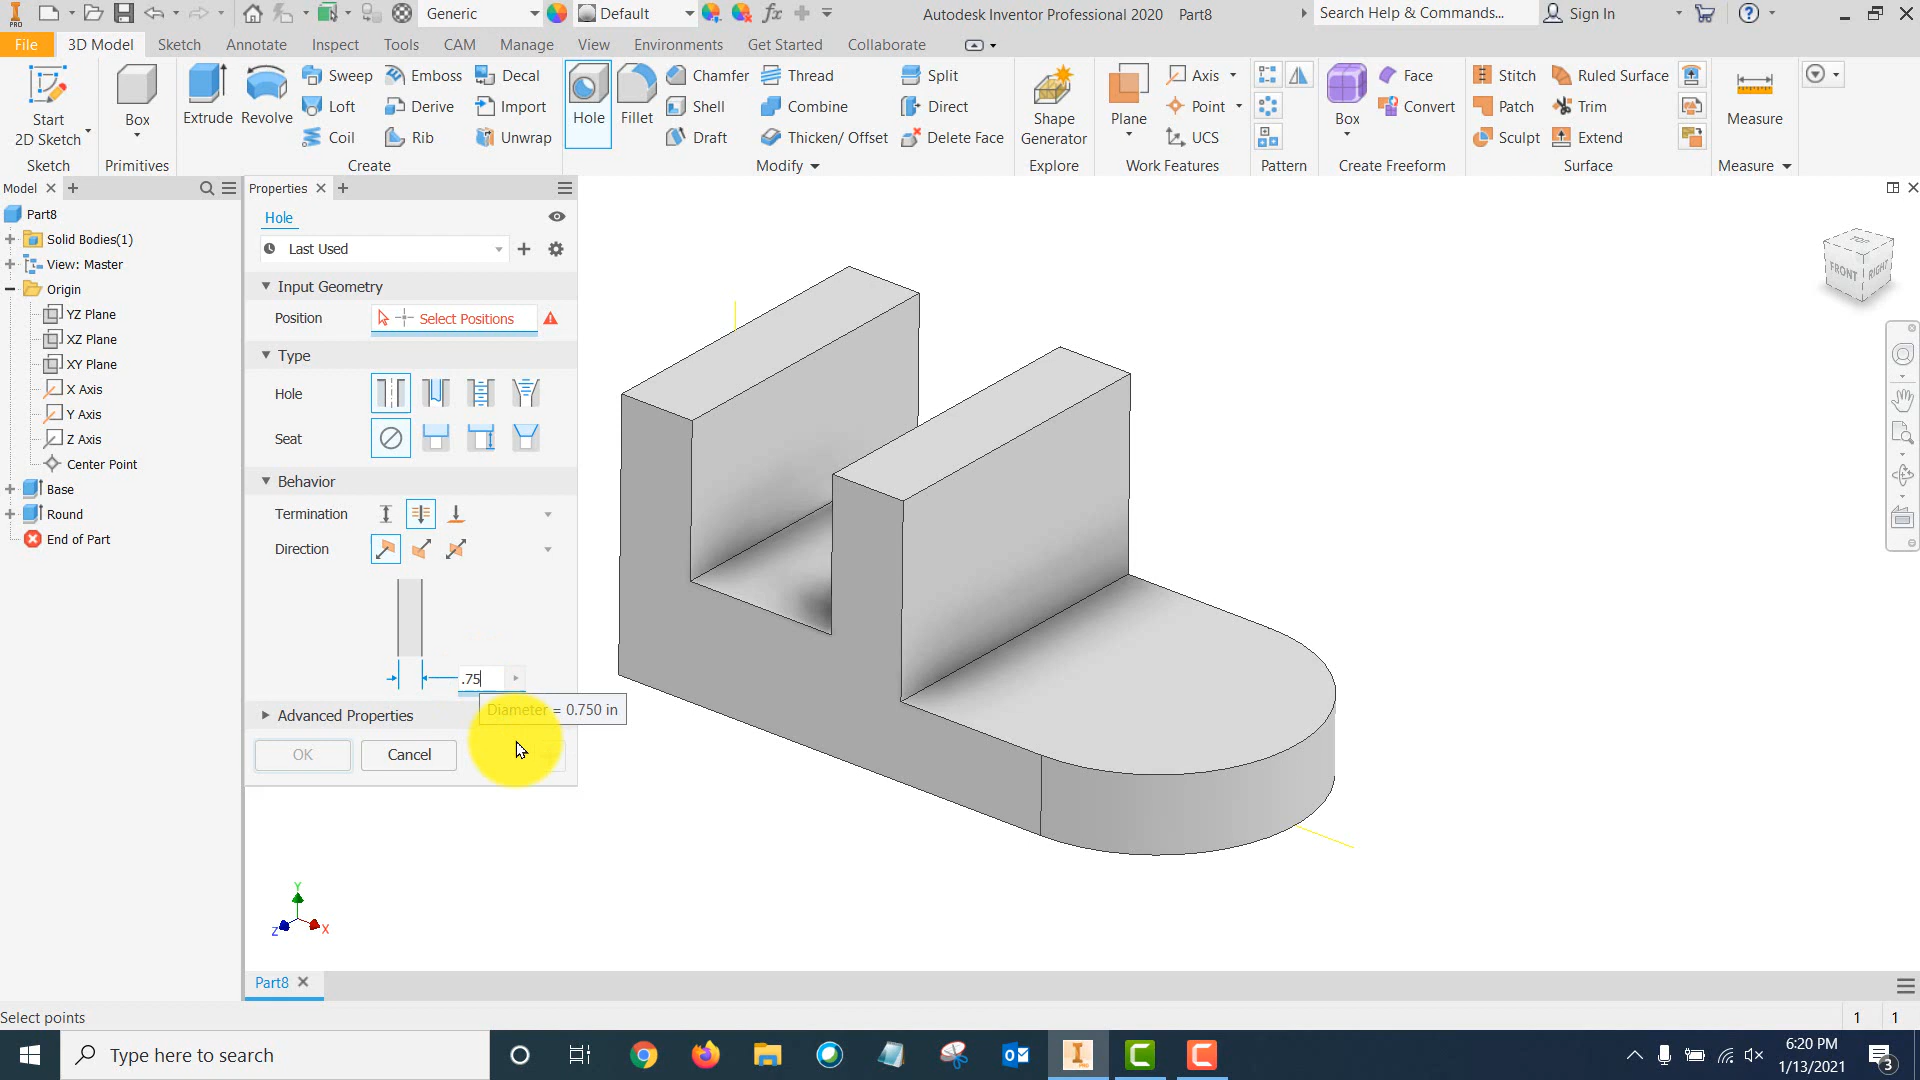 PRO
Generic
Default
fx
Autodesk Inventor Professional 2020 Part8
Search Help & Commands...
Sign In
File
3D Model
Sketch
Annotate
Inspect
Tools
CAM
Manage
View
Environments
Get Started
Collaborate
Start
2D Sketch
Sketch
Box
Primitives
Extrude
Revolve
Sweep
Emboss
Decal
Loft
Derive
Import
Coil
Rib
Unwrap
Create
Hole
Fillet
Chamfer
Thread
Split
Shell
Combine
Direct
Draft
Thicken/ Offset
Delete Face
Modify
Shape
Generator
Explore
Plane
Axis
Point
UCS
Work Features
Pattern
Box
Face
Convert
Create Freeform
Stitch
Ruled Surface
Patch
Trim
Sculpt
Extend
Surface
Measure
Measure
Model
Part8
Solid Bodies(1)
View: Master
Origin
YZ Plane
XZ Plane
XY Plane
X Axis
Y Axis
Z Axis
Center Point
Base
Round
End of Part
Properties
Hole
Last Used
Input Geometry
Position
Select Positions
Type
Hole
Seat
Behavior
Termination
Direction
.75
Diameter = 0.750 in
Advanced Properties
OK
Cancel
TOP
FRONT
RIGHT
Y
Z
X
Part8
Select points
1
1
Type here to search
6:20 PM
1/13/2021
3